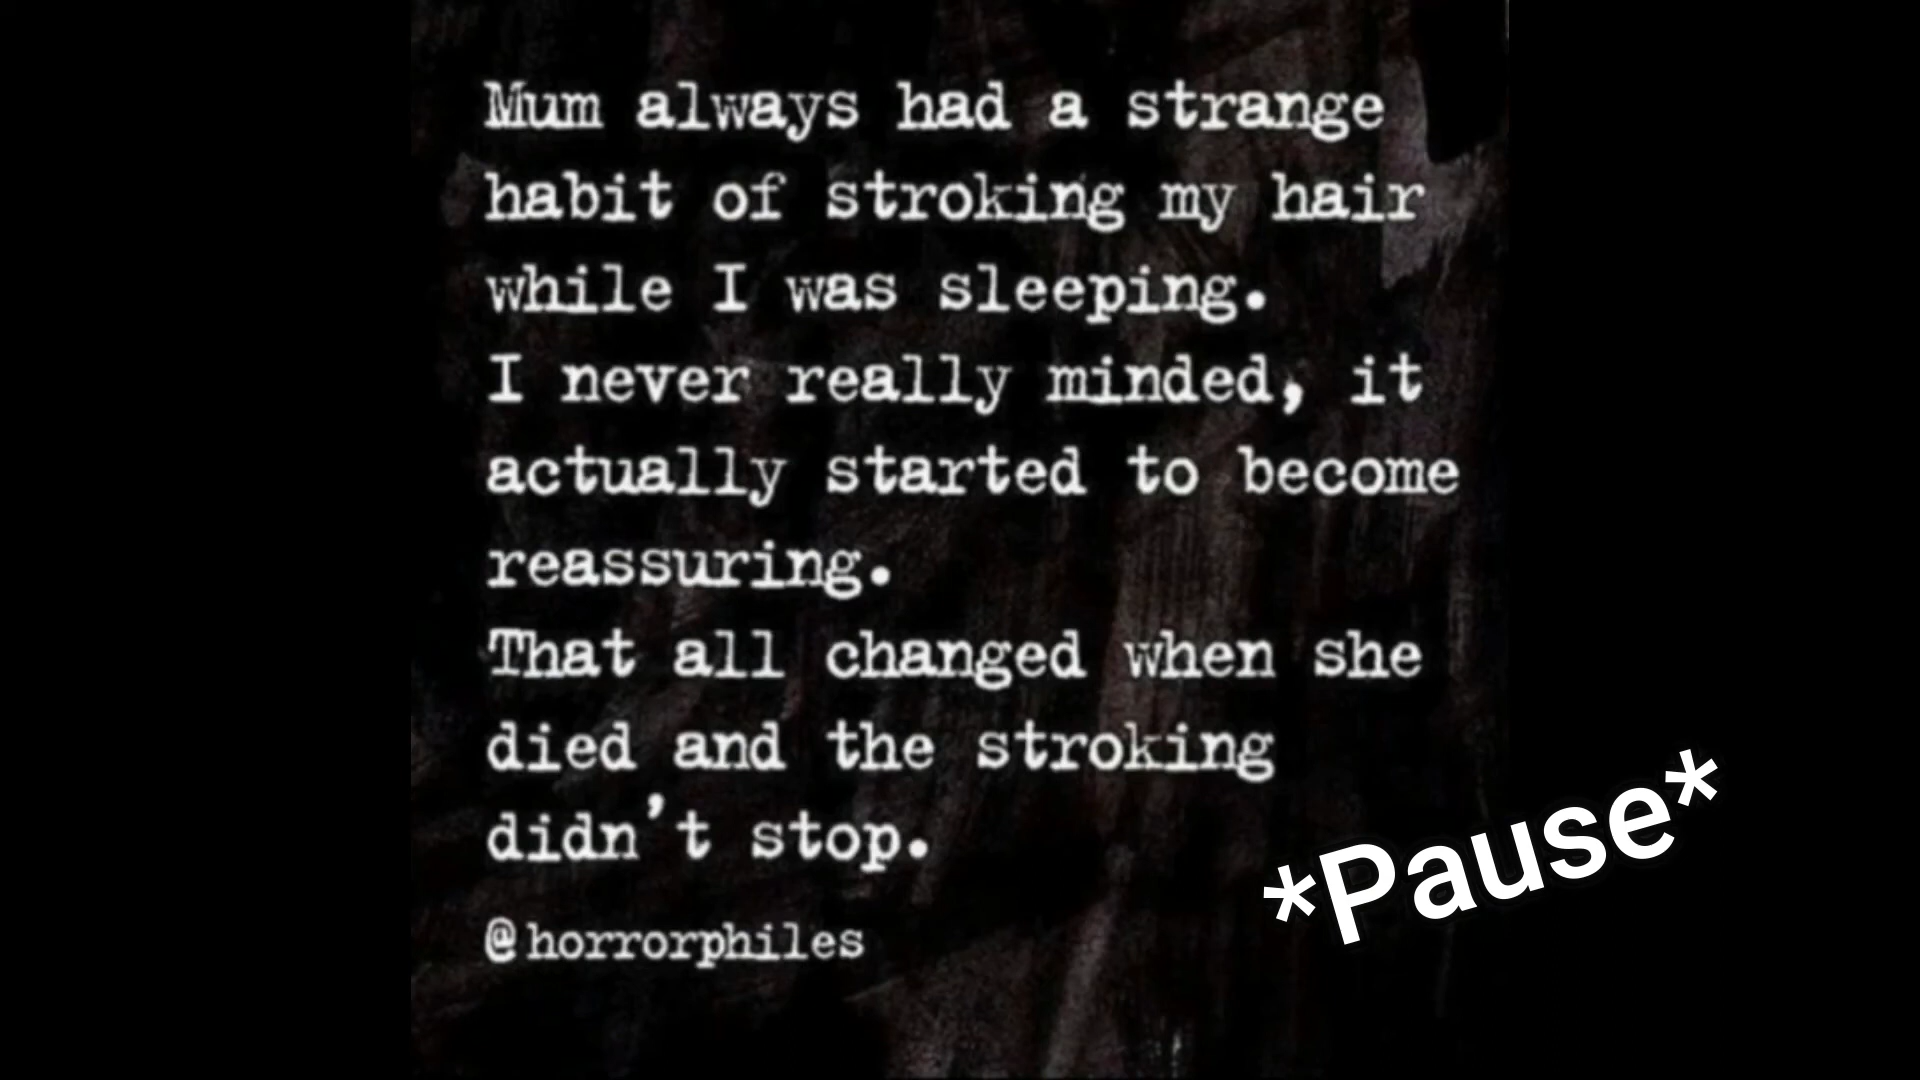 Mum always had a strange
habit of stroking my hair
while I was sleeping.
I never really minded, it
actually started to become
reassuring.
That all changed when she
died and the stroking
didn't stop.
@horrorphiles
*Pause*